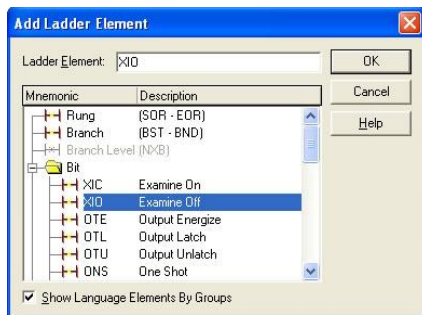 Add Ladder Element
Ladder Element: XIO
OK
Cancel
Help
Mnemonic Description
Rung (SOR - EOR)
Branch (BST - BND)
Branch Level (NXB)
Bit
XIC Examine On
XIO Examine Off
OTE Output Energize
OTL Output Latch
OTU Output Unlatch
ONS One Shot
Show Language Elements By Groups